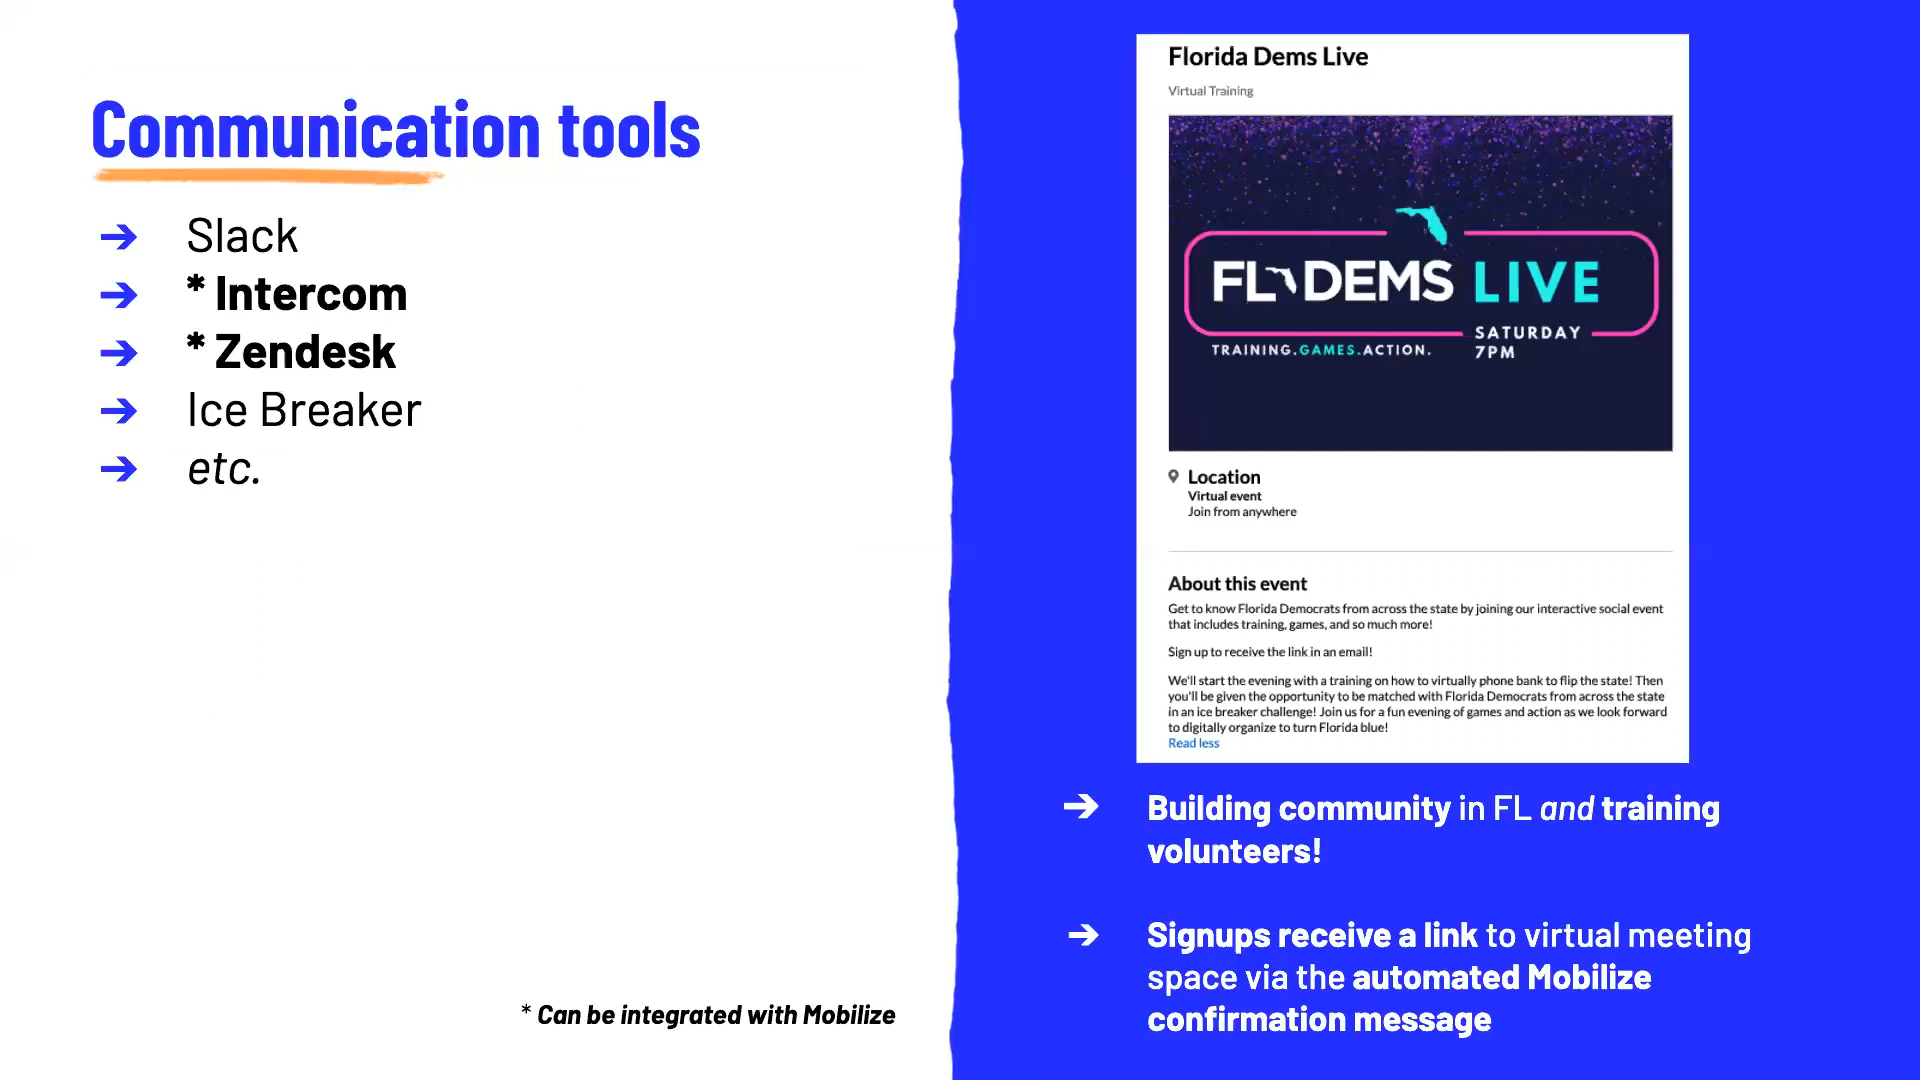 Communication tools
➔ Slack
➔ * Intercom
➔ * Zendesk
➔ Ice Breaker
➔ etc.
* Can be integrated with Mobilize
Florida Dems Live
Virtual Training
FL DEMS LIVE
SATURDAY
7PM
TRAINING.GAMES.ACTION.
Location
Virtual event
Join from anywhere
About this event
Get to know Florida Democrats from across the state by joining our interactive social event
that includes training, games, and so much more!
Sign up to receive the link in an email!
We'll start the evening with a training on how to virtually phone bank to flip the state! Then
you'll be given the opportunity to be matched with Florida Democrats from across the state
in an ice breaker challenge! Join us for a fun evening of games and action as we look forward
to digitally organize to turn Florida blue!
Read less
➔ Building community in FL and training
volunteers!
➔ Signups receive a link to virtual meeting
space via the automated Mobilize
confirmation message